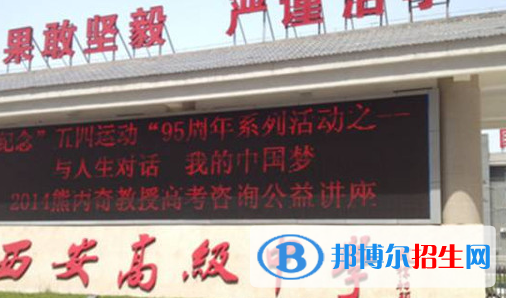 果敢坚毅 严谨治学
纪念”五四运动“95周年系列活动之一
与人生对话 我的中国梦
2014熊丙奇教授高考咨询公益讲座
西安高级中学
邦博尔招生网